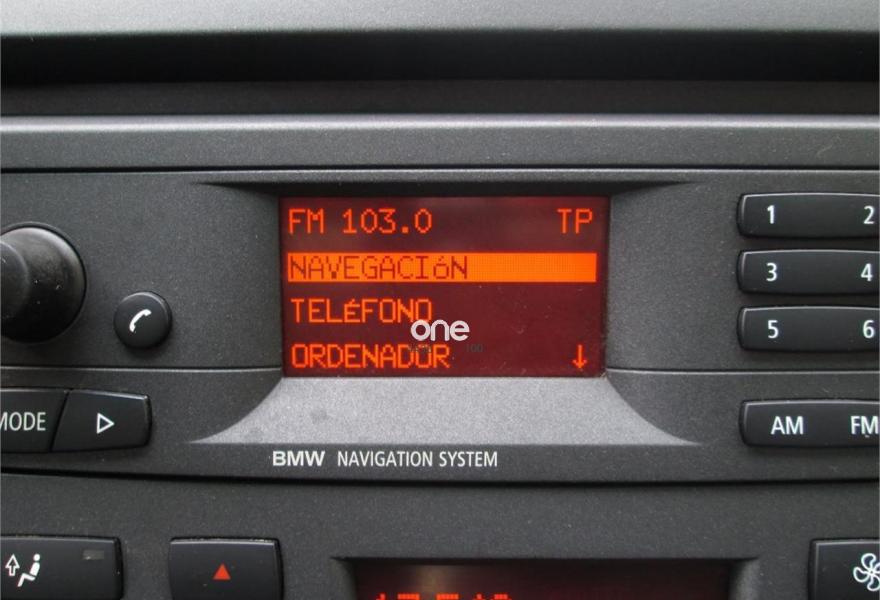 FM 103.0 TP
NAVEGACIóN
TELéFONO
one
ORDENADOR ↓
1 2
3 4
5 6
MODE
AM FM
BMW NAVIGATION SYSTEM